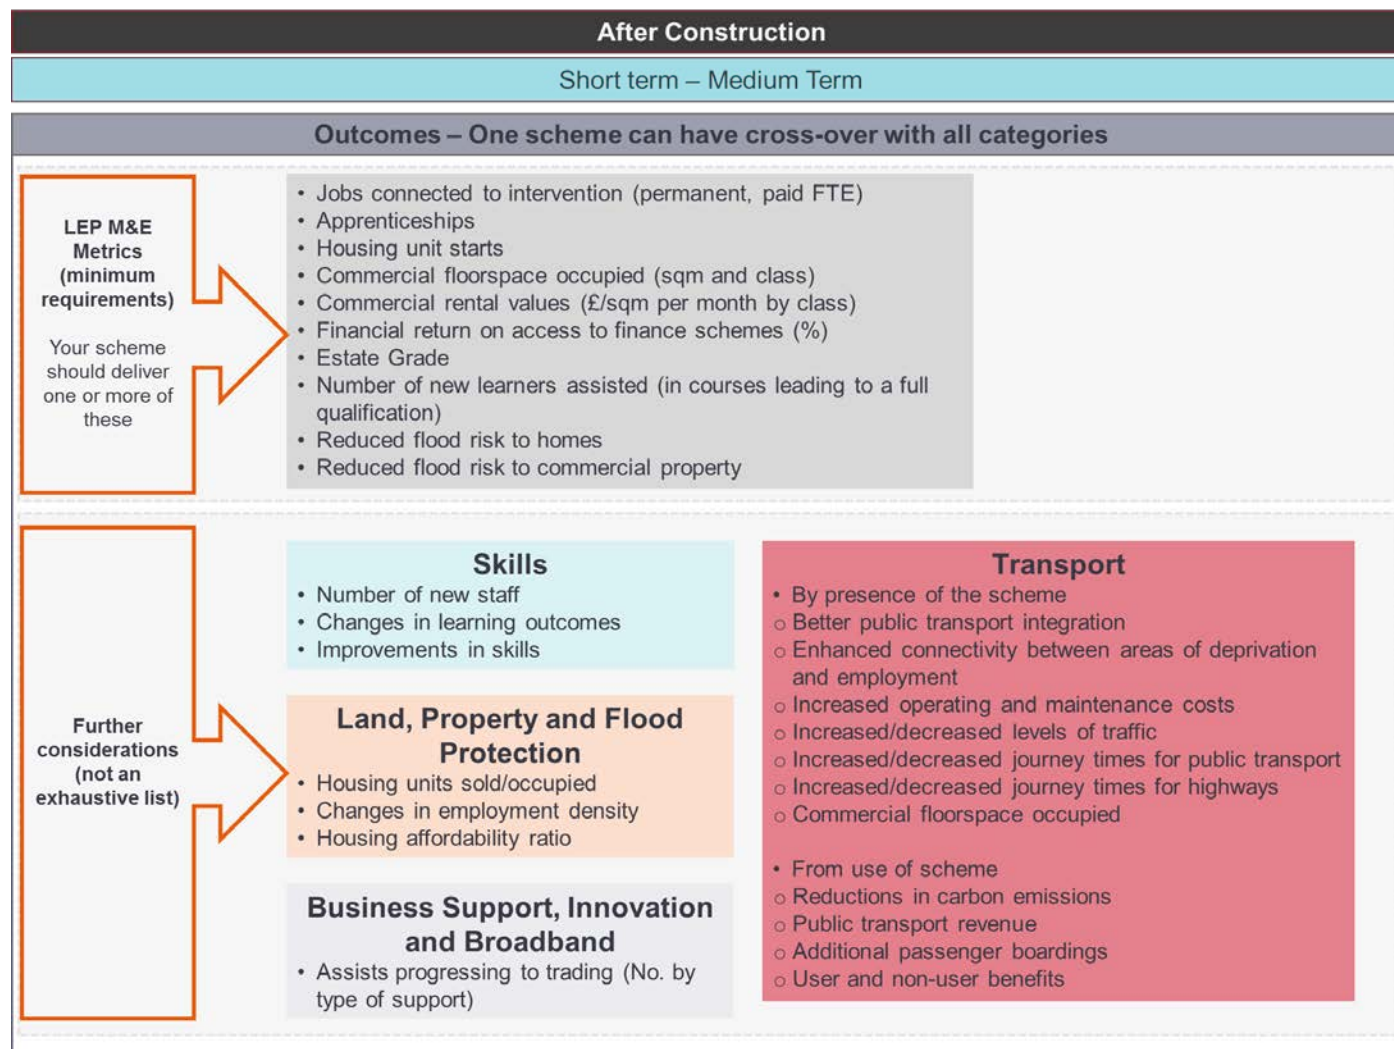 After Construction
Short term – Medium Term
Outcomes – One scheme can have cross-over with all categories
LEP M&E
Metrics
(minimum
requirements)
Your scheme
should deliver
one or more of
these
• Jobs connected to intervention (permanent, paid FTE)
• Apprenticeships
• Housing unit starts
• Commercial floorspace occupied (sqm and class)
• Commercial rental values (£/sqm per month by class)
• Financial return on access to finance schemes (%)
• Estate Grade
• Number of new learners assisted (in courses leading to a full
qualification)
• Reduced flood risk to homes
• Reduced flood risk to commercial property
Further
considerations
(not an
exhaustive list)
Skills
• Number of new staff
• Changes in learning outcomes
• Improvements in skills
Land, Property and Flood
Protection
• Housing units sold/occupied
• Changes in employment density
• Housing affordability ratio
Business Support, Innovation
and Broadband
• Assists progressing to trading (No. by
type of support)
Transport
• By presence of the scheme
○ Better public transport integration
○ Enhanced connectivity between areas of deprivation
and employment
○ Increased operating and maintenance costs
○ Increased/decreased levels of traffic
○ Increased/decreased journey times for public transport
○ Increased/decreased journey times for highways
○ Commercial floorspace occupied
• From use of scheme
○ Reductions in carbon emissions
○ Public transport revenue
○ Additional passenger boardings
○ User and non-user benefits